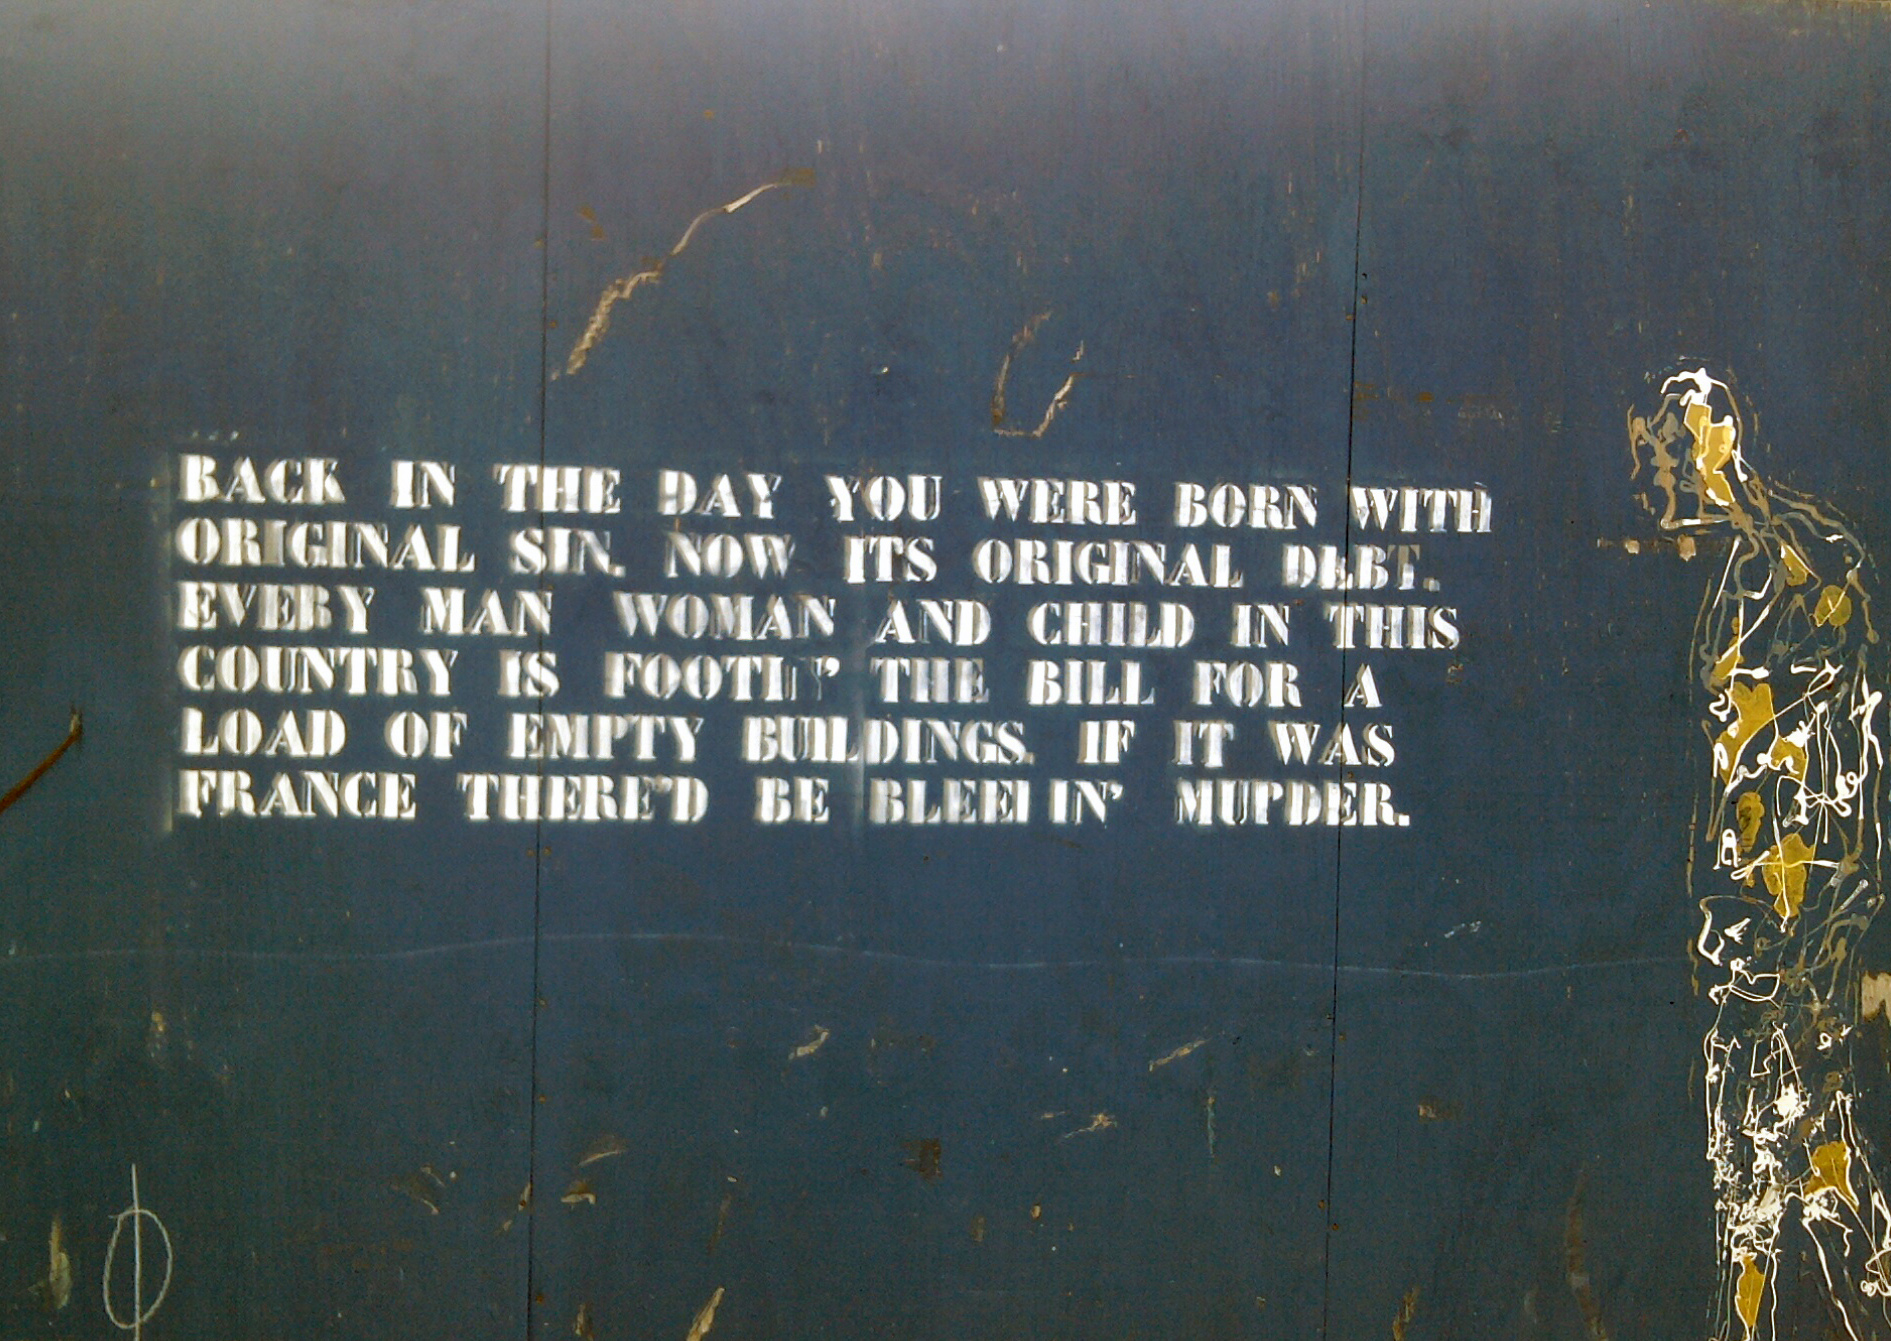 BACK IN THE DAY YOU WERE BORN WITH
ORIGINAL SIN. NOW ITS ORIGINAL DEBT.
EVERY MAN WOMAN AND CHILD IN THIS
COUNTRY IS FOOTIN' THE BILL FOR A
LOAD OF EMPTY BUILDINGS. IF IT WAS
FRANCE THERE'D BE BLEEDIN' MURDER.